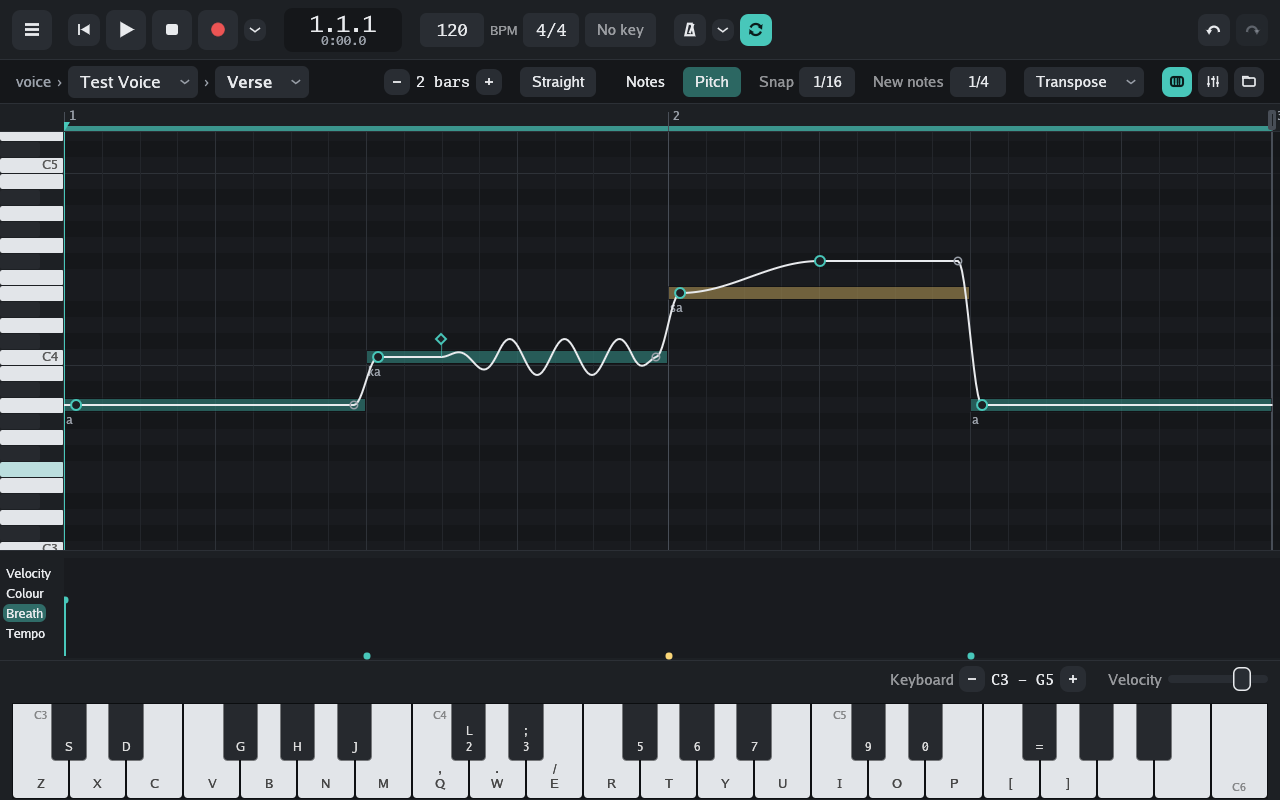 1.1.1
0:00.0
120 BPM 4/4 No key
voice › Test Voice › Verse − 2 bars + Straight Notes Pitch Snap 1/16 New notes 1/4 Transpose
1 2 3
C5
sa
C4
ka
a a
C3
Velocity
Colour
Breath
Tempo
Keyboard − C3 – G5 + Velocity
C3 C4 C5
L ;
S D G H J 2 3 5 6 7 9 0 =
, . /
Z X C V B N M Q W E R T Y U I O P [ ]
C6